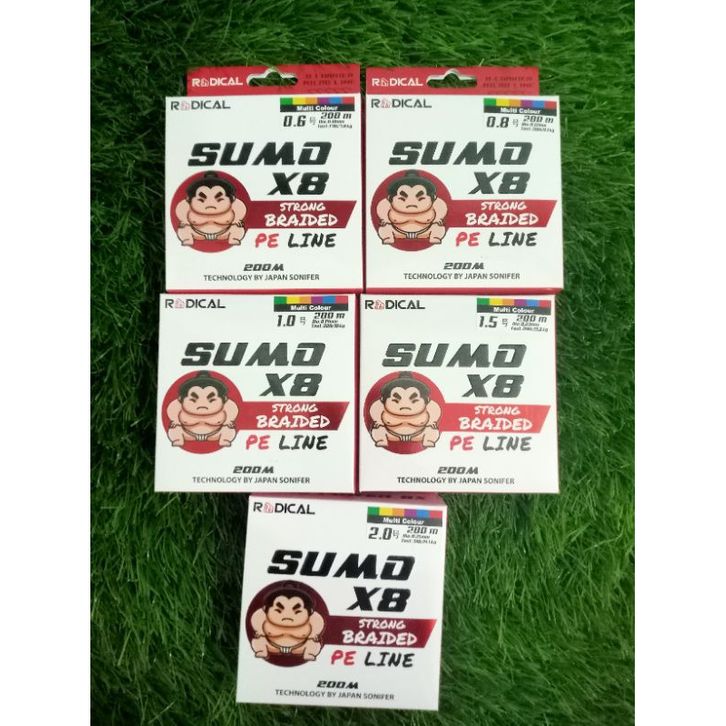 RADICAL
RADICAL
Multi Colour
0.6号 200 m
SUMO
X8
STRONG
BRAIDED
PE LINE
200M
TECHNOLOGY BY JAPAN SONIFER
RADICAL
RADICAL
Multi Colour
0.8号 200 m
SUMO
X8
STRONG
BRAIDED
PE LINE
200M
TECHNOLOGY BY JAPAN SONIFER
RADICAL
Multi Colour
1.0号 200 m
SUMO
X8
STRONG
BRAIDED
PE LINE
200M
TECHNOLOGY BY JAPAN SONIFER
RADICAL
Multi Colour
1.5号 200 m
SUMO
X8
STRONG
BRAIDED
PE LINE
200M
TECHNOLOGY BY JAPAN SONIFER
RADICAL
Multi Colour
2.0号 200 m
SUMO
X8
STRONG
BRAIDED
PE LINE
200M
TECHNOLOGY BY JAPAN SONIFER